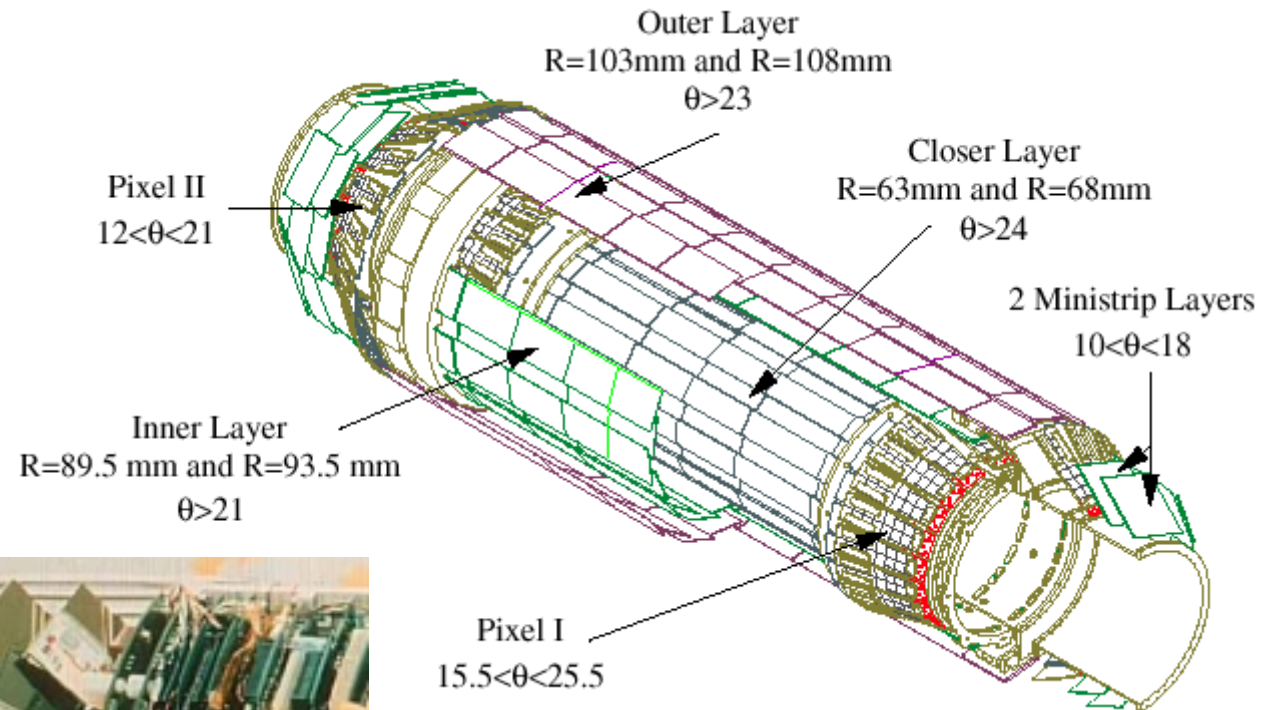 Outer Layer
R=103mm and R=108mm
θ>23
Closer Layer
R=63mm and R=68mm
θ>24
Pixel II
12<θ<21
2 Ministrip Layers
10<θ<18
Inner Layer
R=89.5 mm and R=93.5 mm
θ>21
Pixel I
15.5<θ<25.5